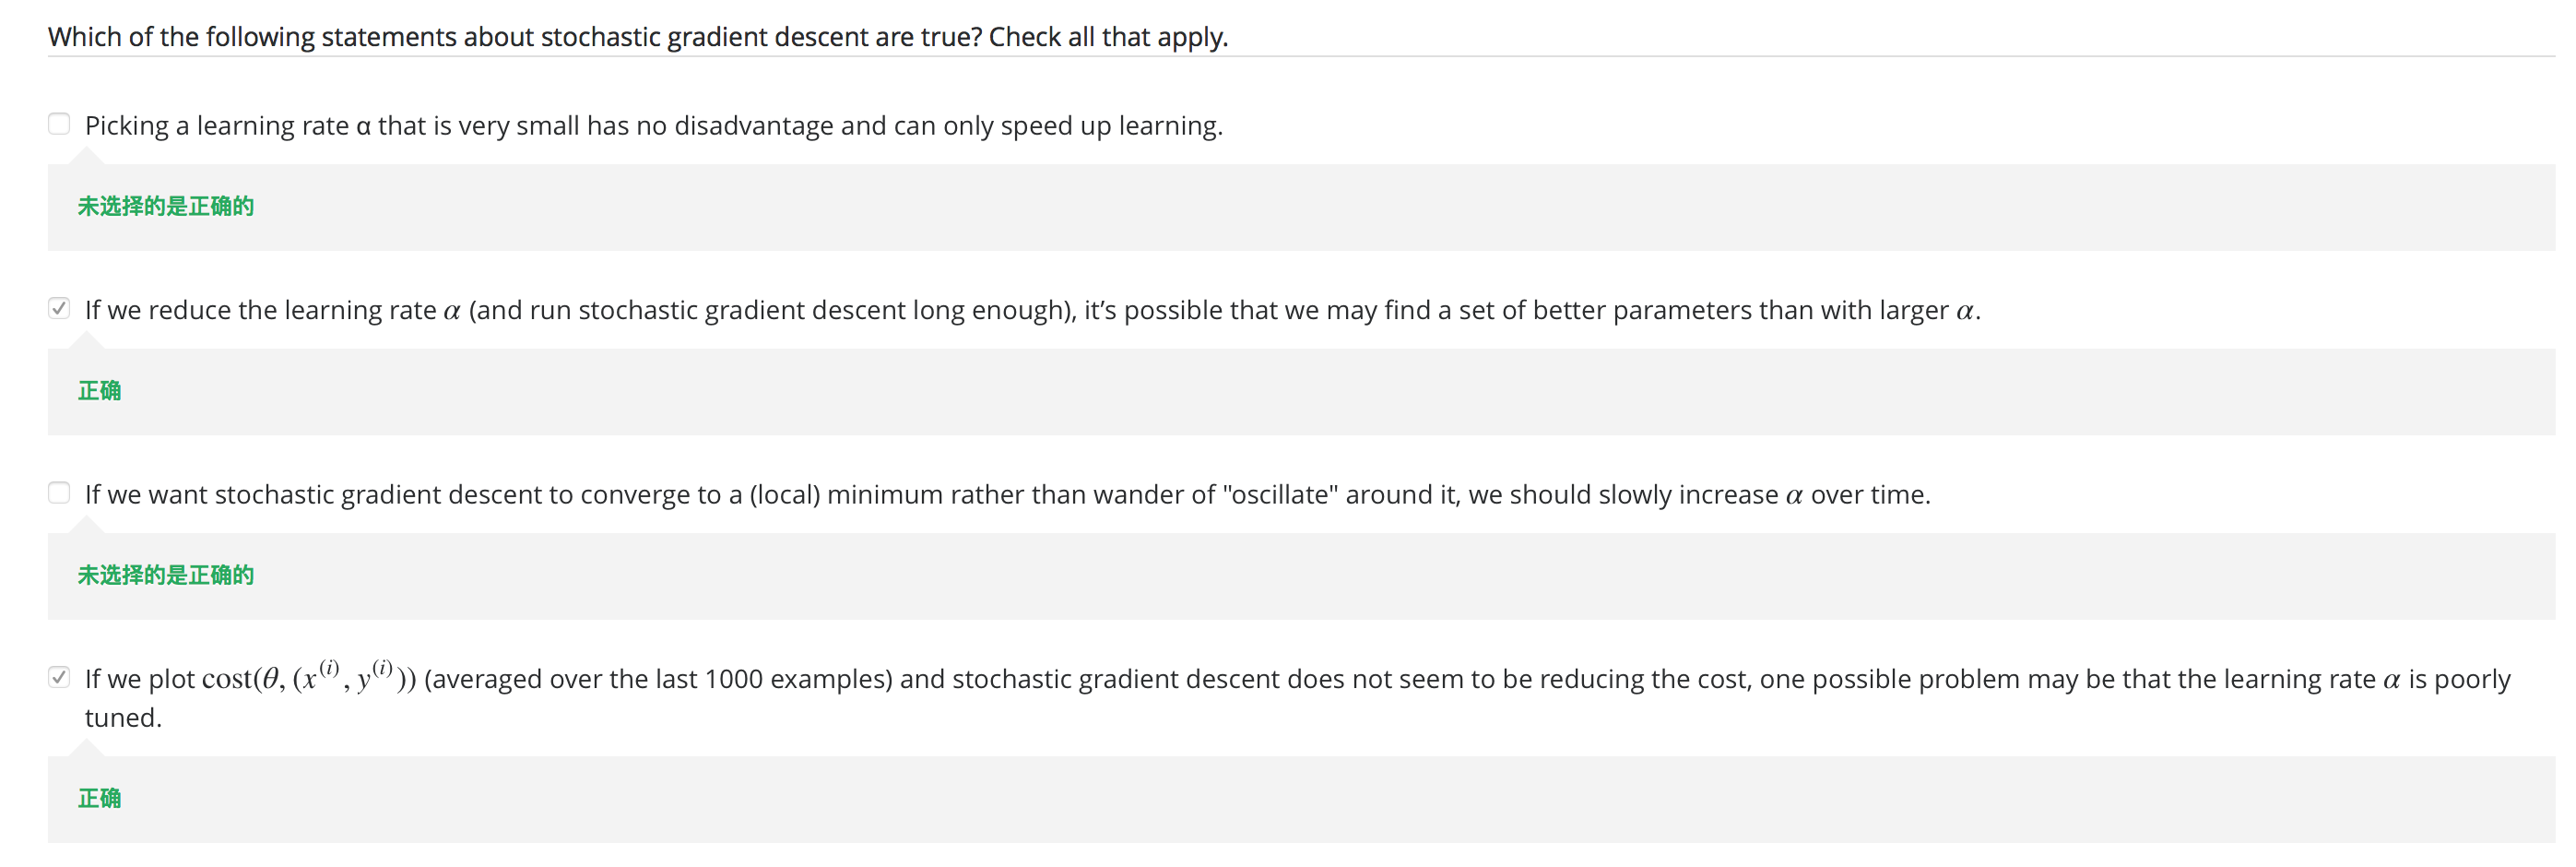 Which of the following statements about stochastic gradient descent are true? Check all that apply.
Picking a learning rate α that is very small has no disadvantage and can only speed up learning.
未选择的是正确的
If we reduce the learning rate α (and run stochastic gradient descent long enough), it’s possible that we may find a set of better parameters than with larger α.
正确
If we want stochastic gradient descent to converge to a (local) minimum rather than wander of "oscillate" around it, we should slowly increase α over time.
未选择的是正确的
If we plot cost(θ, (x^(i), y^(i))) (averaged over the last 1000 examples) and stochastic gradient descent does not seem to be reducing the cost, one possible problem may be that the learning rate α is poorly
tuned.
正确